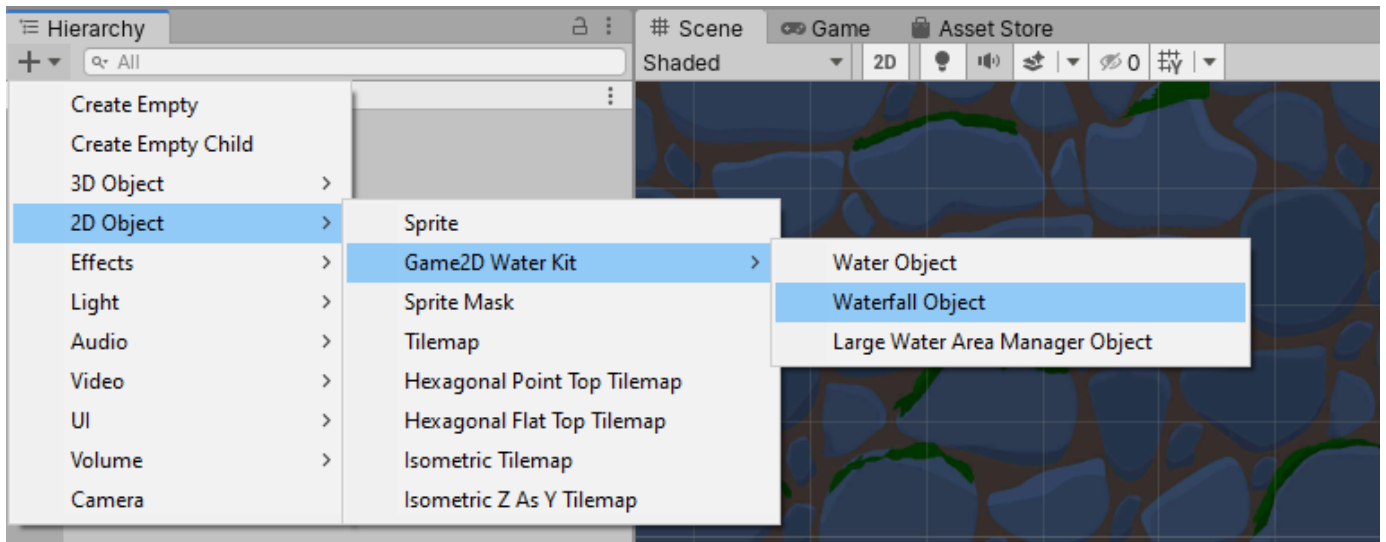 Hierarchy
All
Create Empty
Create Empty Child
3D Object
2D Object
Effects
Light
Audio
Video
UI
Volume
Camera
Sprite
Game2D Water Kit
Sprite Mask
Tilemap
Hexagonal Point Top Tilemap
Hexagonal Flat Top Tilemap
Isometric Tilemap
Isometric Z As Y Tilemap
Water Object
Waterfall Object
Large Water Area Manager Object
Scene Game Asset Store
Shaded 2D 0